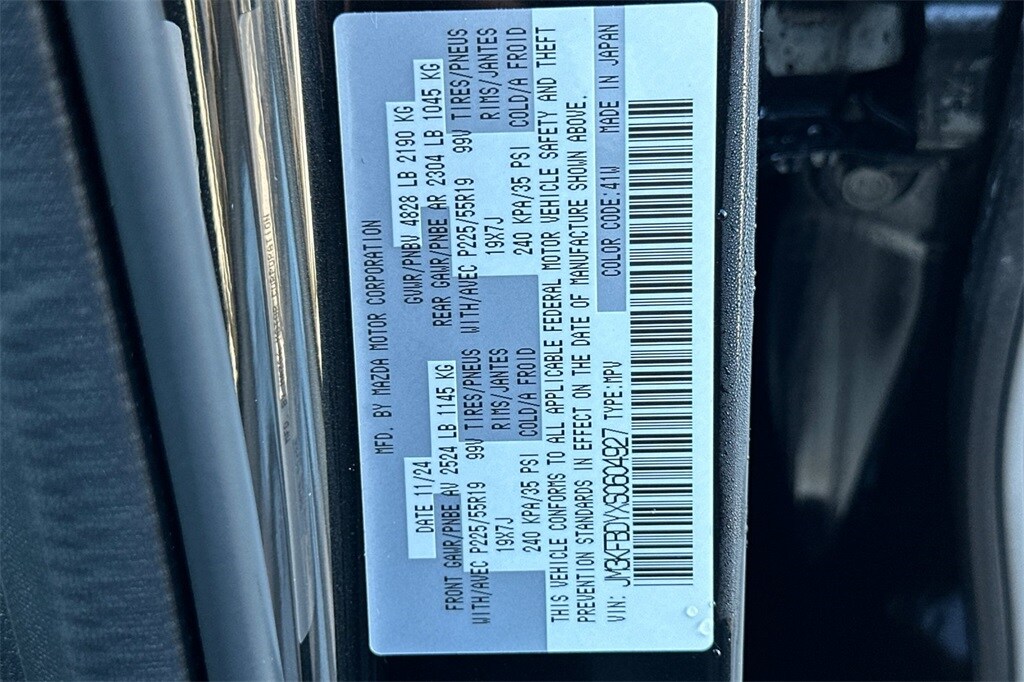 MFD. BY MAZDA MOTOR CORPORATION
DATE 11/24
GVWR/PNBV 4828 LB 2190 KG
FRONT GAWR/PNBE AV 2524 LB 1145 KG
REAR GAWR/PNBE AR 2304 LB 1045 KG
WITH/AVEC P225/55R19 99V TIRES/PNEUS
WITH/AVEC P225/55R19 99V TIRES/PNEUS
19X7J RIMS/JANTES
19X7J RIMS/JANTES
240 KPA/35 PSI COLD/A FROID
240 KPA/35 PSI COLD/A FROID
THIS VEHICLE CONFORMS TO ALL APPLICABLE FEDERAL MOTOR VEHICLE SAFETY AND THEFT
PREVENTION STANDARDS IN EFFECT ON THE DATE OF MANUFACTURE SHOWN ABOVE.
VIN: JM3KFBDYXS0604927 TYPE:MPV COLOR CODE:41W MADE IN JAPAN